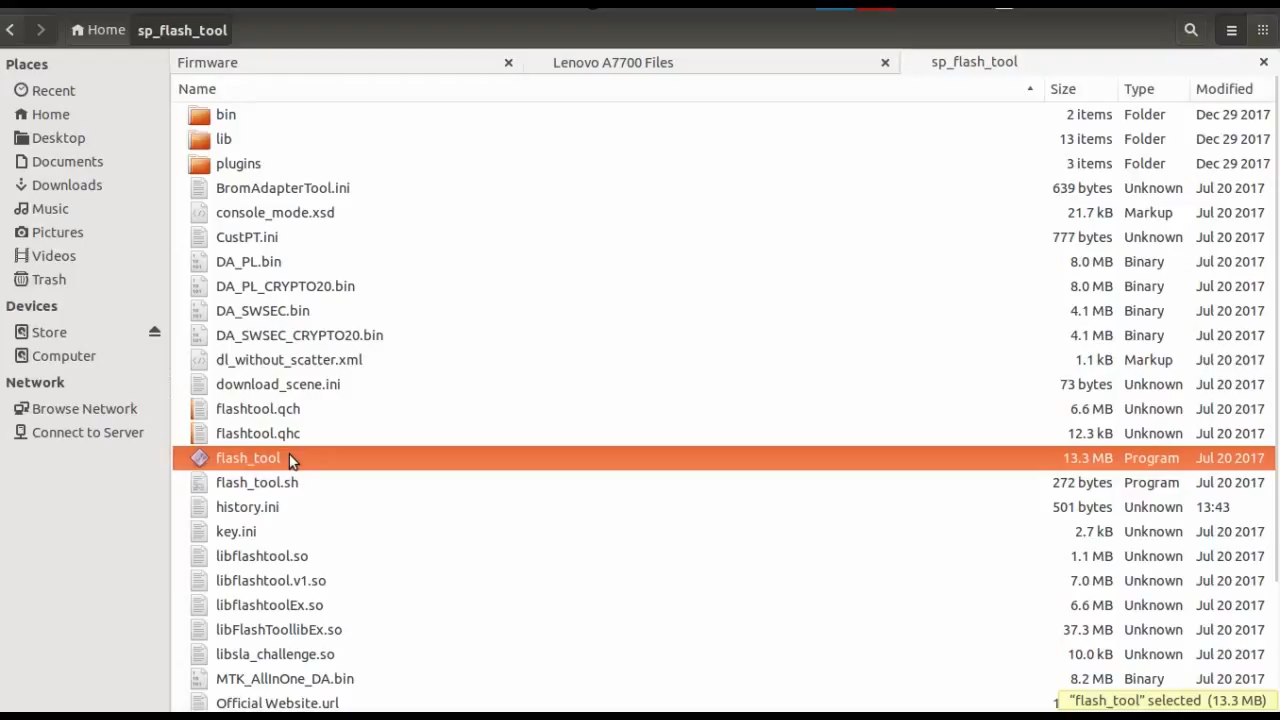 Home sp_flash_tool
Places
Recent
Home
Desktop
Documents
Downloads
Music
Pictures
Videos
Trash
Devices
Store
Computer
Network
Browse Network
Connect to Server
Firmware Lenovo A7700 Files sp_flash_tool
Name Size Type Modified
bin 2 items Folder Dec 29 2017
lib 13 items Folder Dec 29 2017
plugins 3 items Folder Dec 29 2017
BromAdapterTool.ini 639 bytes Unknown Jul 20 2017
console_mode.xsd 21.7 kB Markup Jul 20 2017
CustPT.ini 777 bytes Unknown Jul 20 2017
DA_PL.bin 8.0 MB Binary Jul 20 2017
DA_PL_CRYPTO20.bin 8.0 MB Binary Jul 20 2017
DA_SWSEC.bin 4.1 MB Binary Jul 20 2017
DA_SWSEC_CRYPTO20.bin 4.1 MB Binary Jul 20 2017
dl_without_scatter.xml 1.1 kB Markup Jul 20 2017
download_scene.ini 73 bytes Unknown Jul 20 2017
flashtool.qch 6.6 MB Unknown Jul 20 2017
flashtool.qhc 3 kB Unknown Jul 20 2017
flash_tool 13.3 MB Program Jul 20 2017
flash_tool.sh 272 bytes Program Jul 20 2017
history.ini 501 bytes Unknown 13:43
key.ini 1.7 kB Unknown Jul 20 2017
libflashtool.so 1.1 MB Unknown Jul 20 2017
libflashtool.v1.so 7.0 MB Unknown Jul 20 2017
libflashtoolEx.so 6.6 MB Unknown Jul 20 2017
libFlashToollibEx.so 7.3 MB Unknown Jul 20 2017
libsla_challenge.so Unknown Jul 20 2017
MTK_AllInOne_DA.bin 8.2 MB Binary Jul 20 2017
Official Website.url
"flash_tool" selected (13.3 MB)